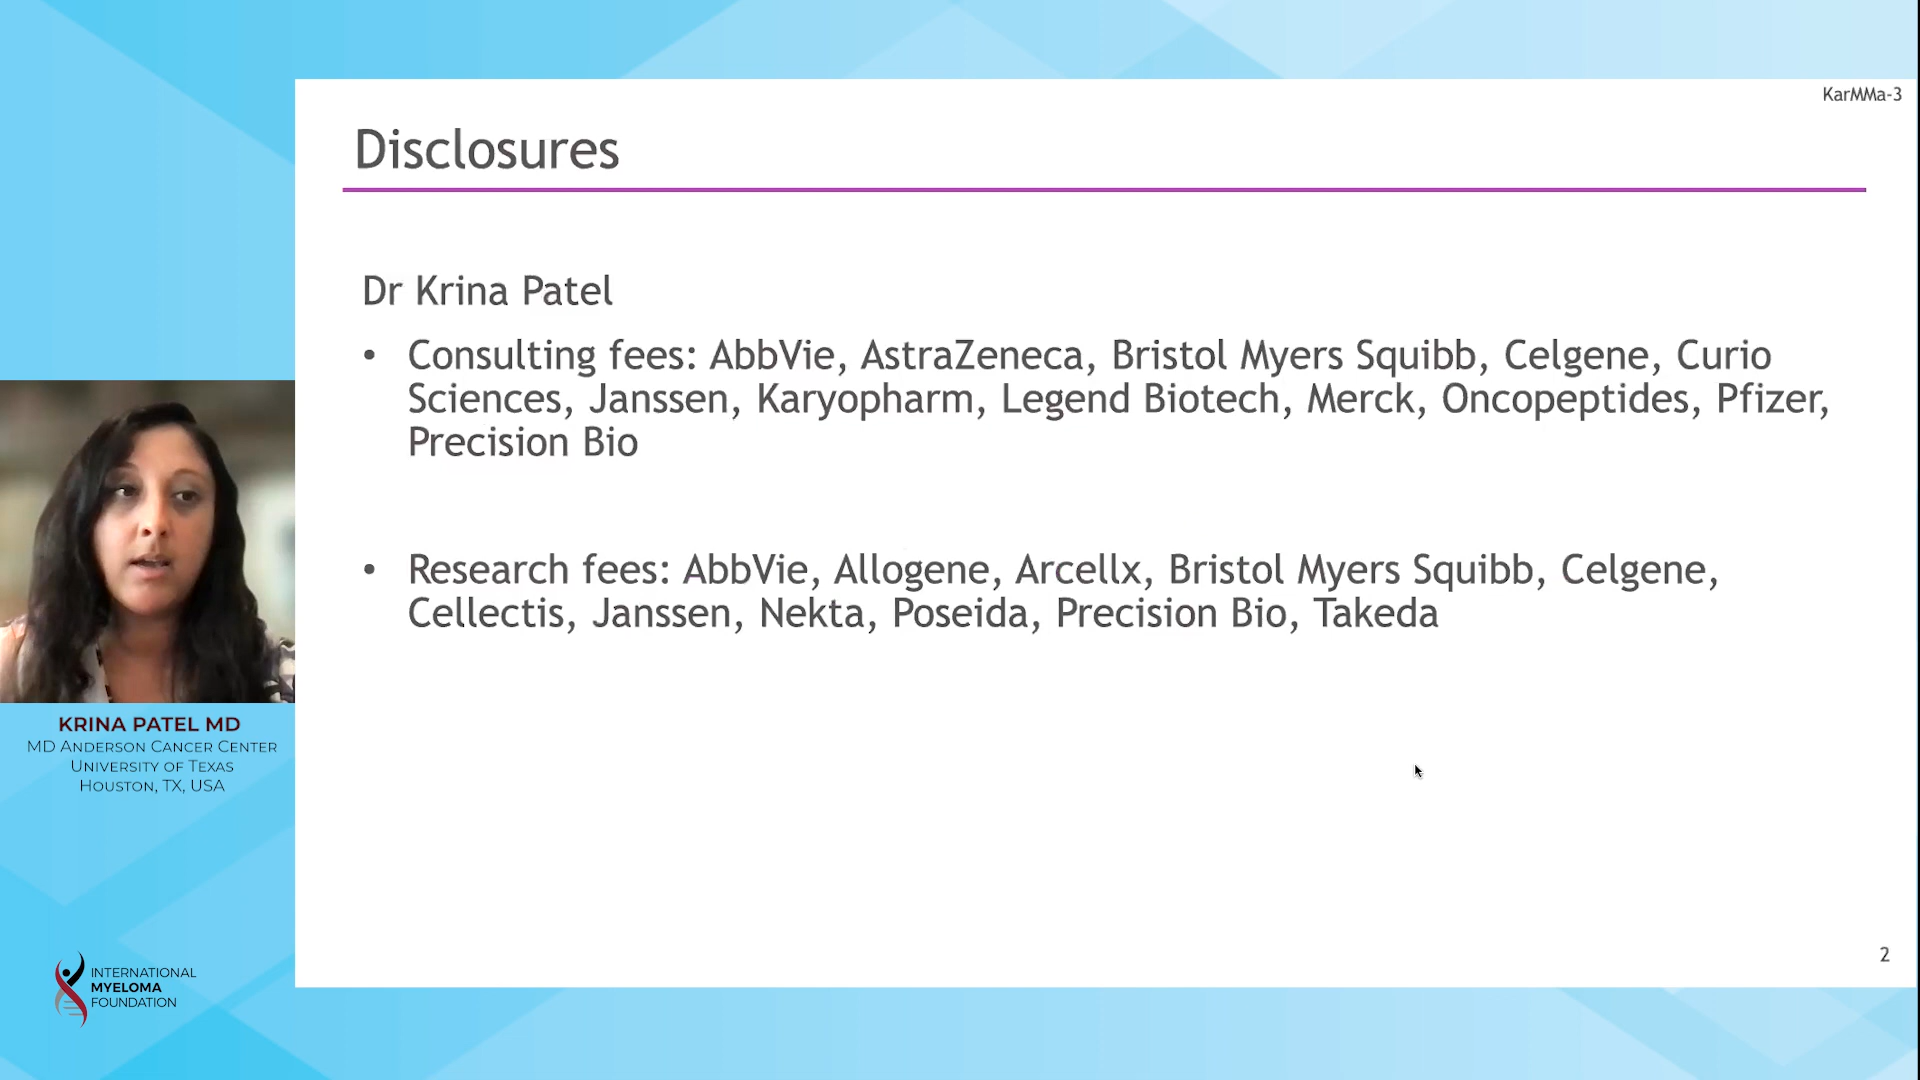 KarMMa-3
Disclosures
Dr Krina Patel
• Consulting fees: AbbVie, AstraZeneca, Bristol Myers Squibb, Celgene, Curio
Sciences, Janssen, Karyopharm, Legend Biotech, Merck, Oncopeptides, Pfizer,
Precision Bio
• Research fees: AbbVie, Allogene, Arcellx, Bristol Myers Squibb, Celgene,
Cellectis, Janssen, Nekta, Poseida, Precision Bio, Takeda
KRINA PATEL MD
MD ANDERSON CANCER CENTER
UNIVERSITY OF TEXAS
HOUSTON, TX, USA
INTERNATIONAL
MYELOMA
FOUNDATION
2